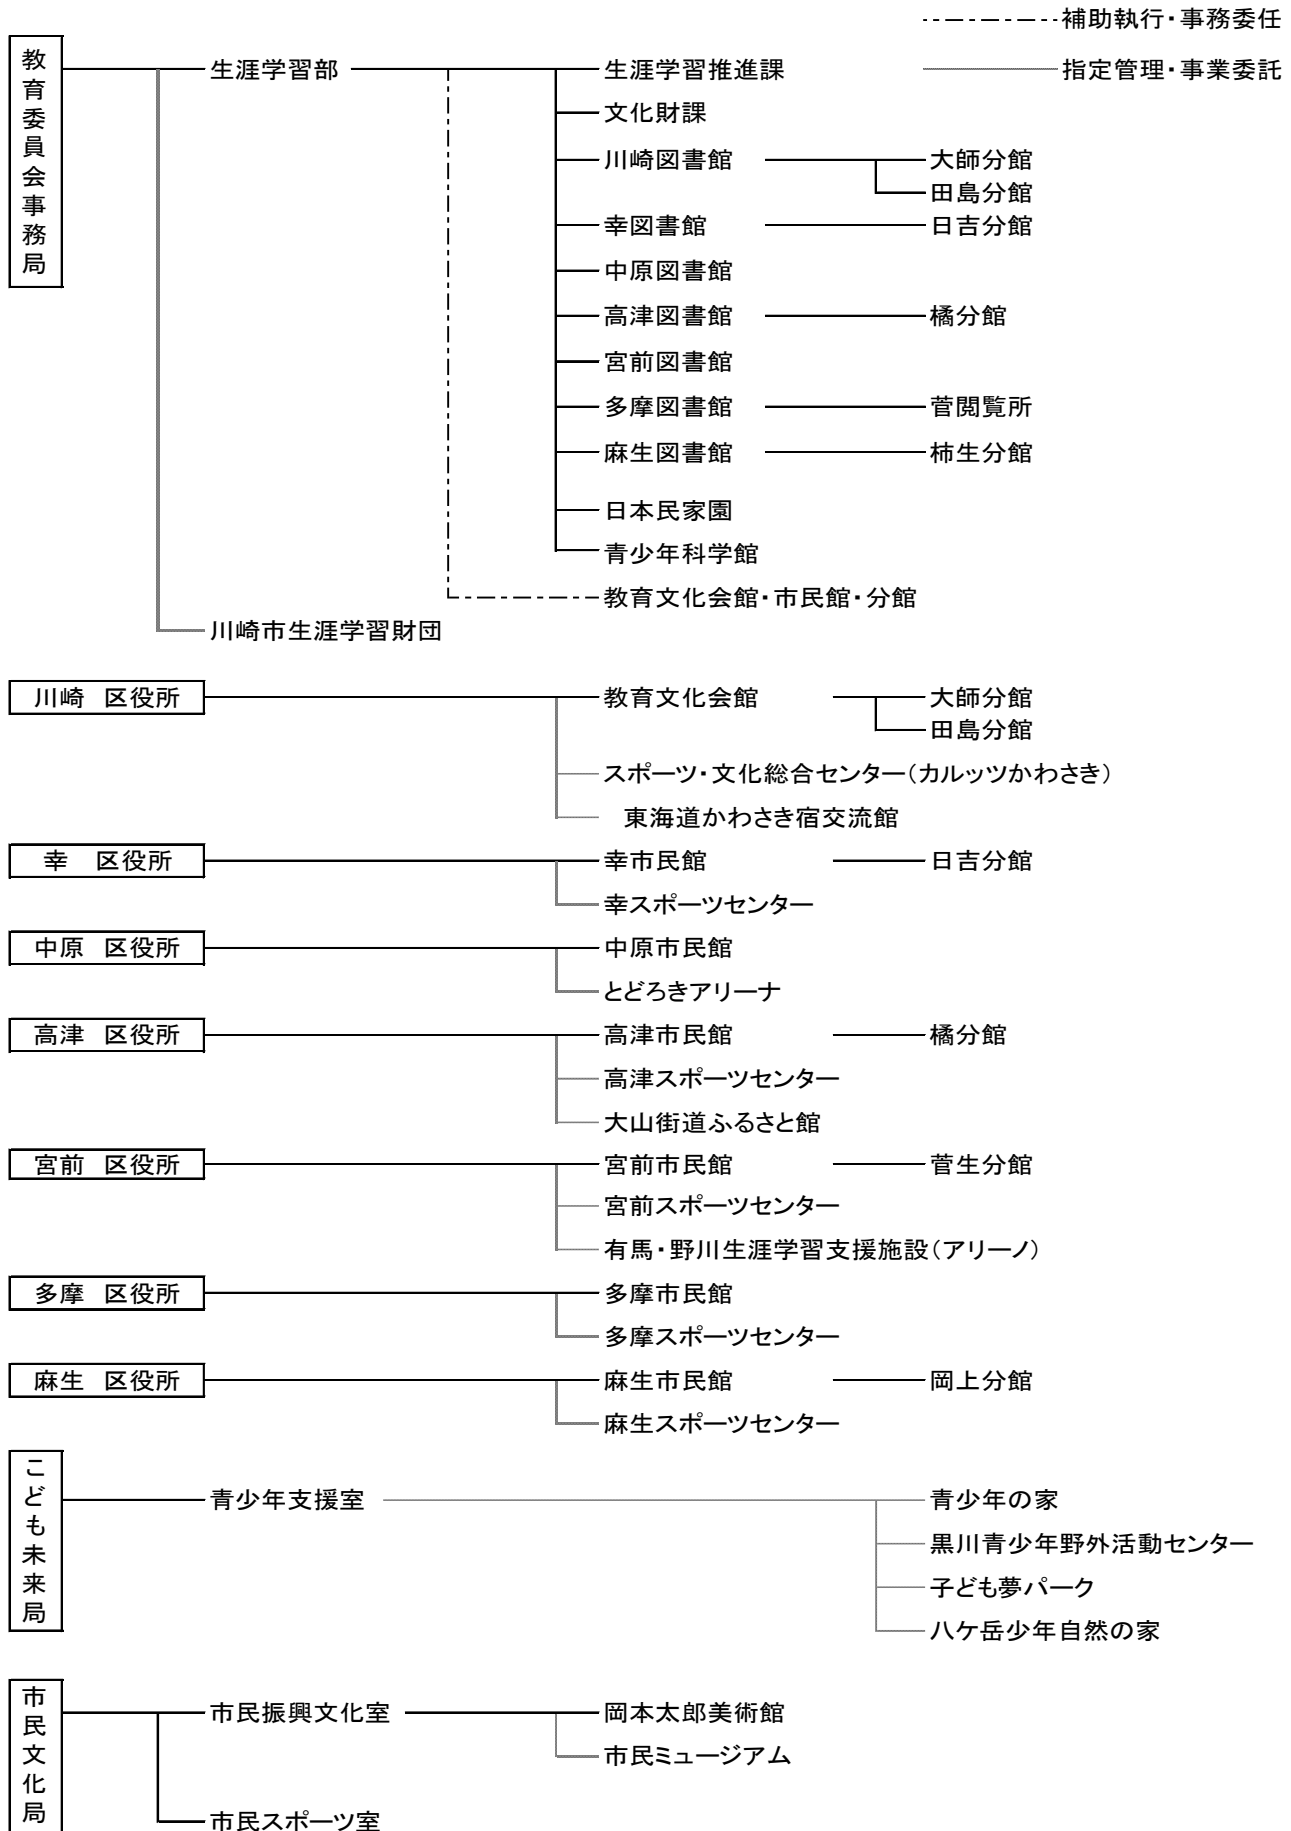 補助執行・事務委任
教育委員会事務局
生涯学習部
生涯学習推進課
指定管理・事業委託
文化財課
川崎図書館
大師分館
田島分館
幸図書館
日吉分館
中原図書館
高津図書館
橘分館
宮前図書館
多摩図書館
菅閲覧所
麻生図書館
柿生分館
日本民家園
青少年科学館
教育文化会館・市民館・分館
川崎市生涯学習財団
川崎 区役所
教育文化会館
大師分館
田島分館
スポーツ・文化総合センター(カルッツかわさき)
東海道かわさき宿交流館
幸 区役所
幸市民館
日吉分館
幸スポーツセンター
中原 区役所
中原市民館
とどろきアリーナ
高津 区役所
高津市民館
橘分館
高津スポーツセンター
大山街道ふるさと館
宮前 区役所
宮前市民館
菅生分館
宮前スポーツセンター
有馬・野川生涯学習支援施設(アリーノ)
多摩 区役所
多摩市民館
多摩スポーツセンター
麻生 区役所
麻生市民館
岡上分館
麻生スポーツセンター
こども未来局
青少年支援室
青少年の家
黒川青少年野外活動センター
子ども夢パーク
八ケ岳少年自然の家
市民文化局
市民振興文化室
岡本太郎美術館
市民ミュージアム
市民スポーツ室